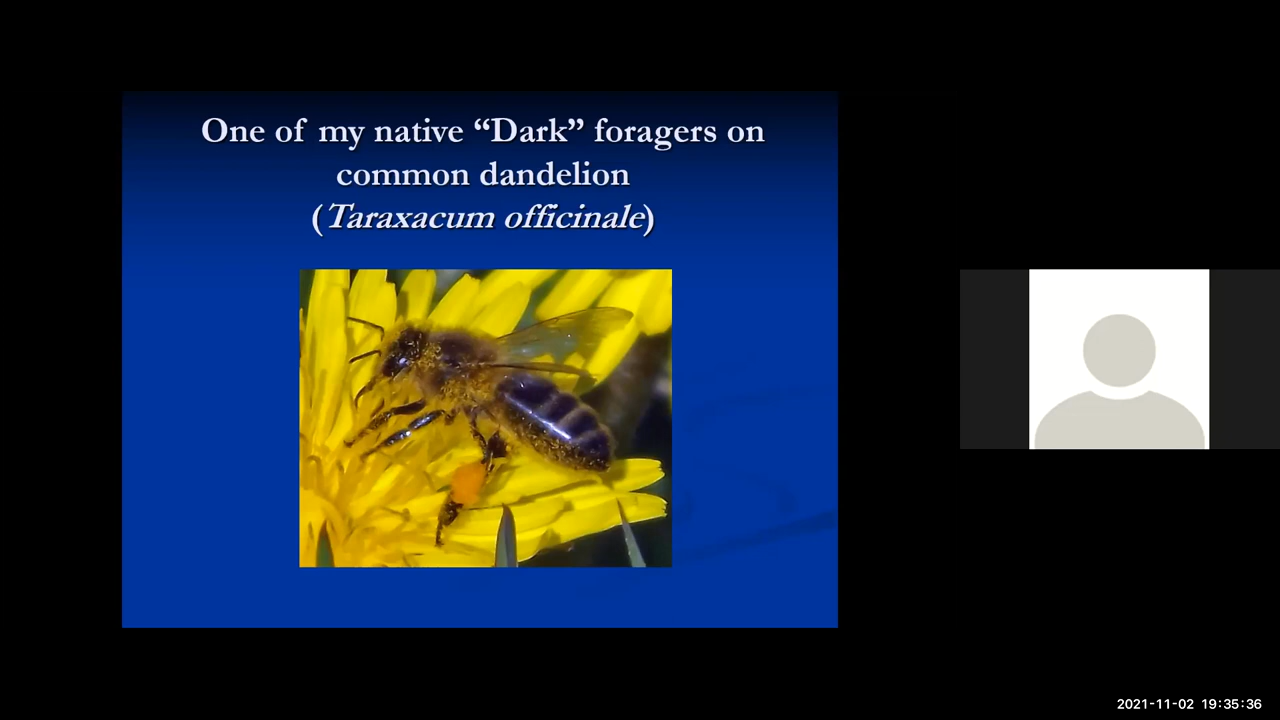 One of my native “Dark” foragers on
common dandelion
(Taraxacum officinale)
2021-11-02 19:35:36